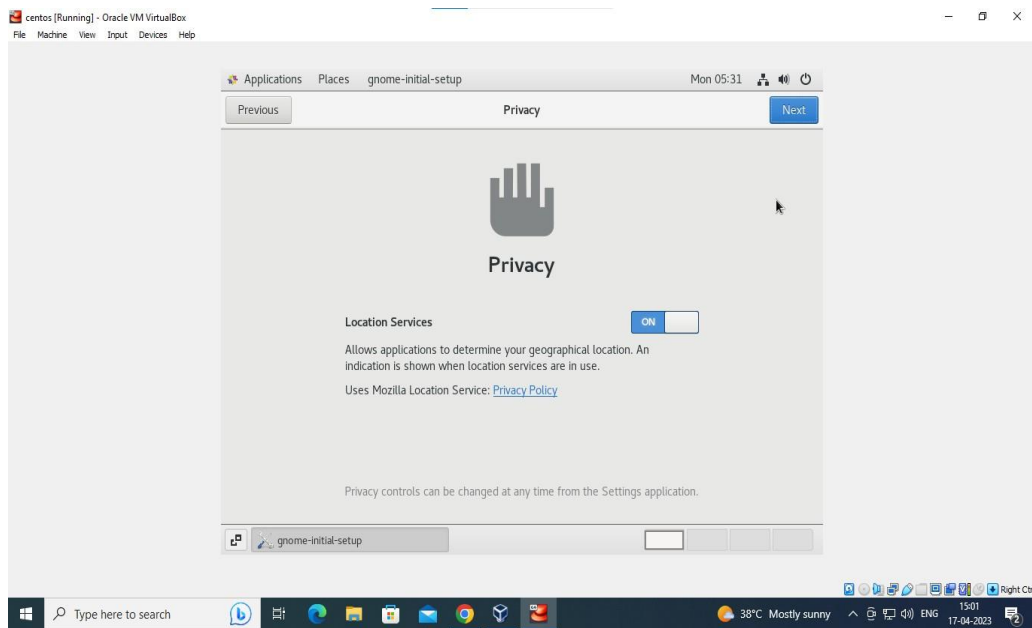 centos [Running] - Oracle VM VirtualBox
File Machine View Input Devices Help
Applications Places gnome-initial-setup Mon 05:31
Previous Privacy Next
Privacy
Location Services ON
Allows applications to determine your geographical location. An
indication is shown when location services are in use.
Uses Mozilla Location Service: Privacy Policy
Privacy controls can be changed at any time from the Settings application.
gnome-initial-setup
Right Ctr
Type here to search
38°C Mostly sunny ENG 15:01
17-04-2023
2